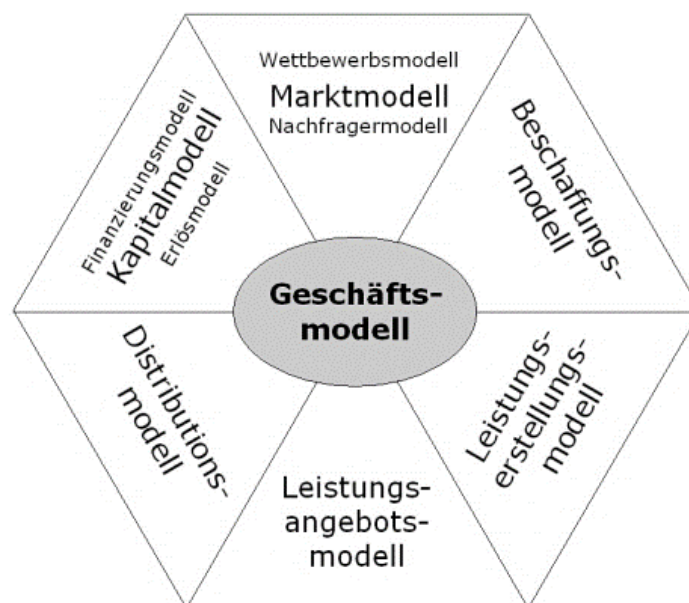 Wettbewerbsmodell
Marktmodell
Nachfragermodell
Beschaffungs-
modell
Leistungs-
erstellungs-
modell
Leistungs-
angebots-
modell
Distributions-
modell
Finanzierungsmodell
Kapitalmodell
Erlösmodell
Geschäfts-
modell